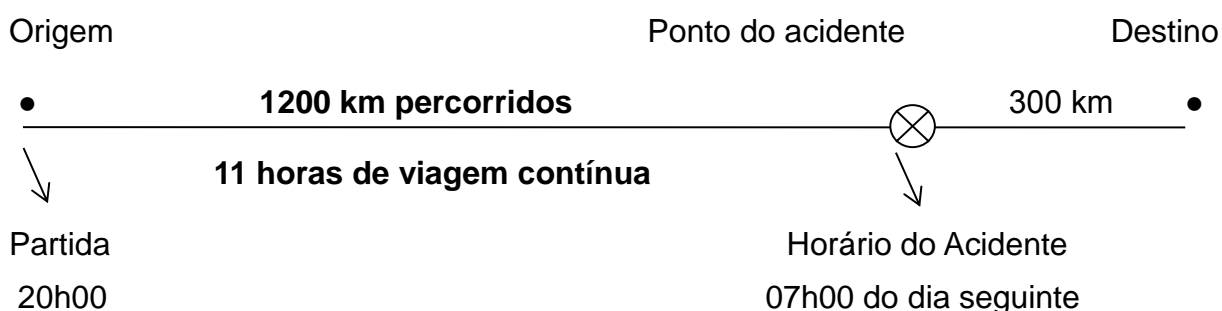 Origem Ponto do acidente Destino
● 1200 km percorridos 300 km ●
11 horas de viagem contínua
Partida Horário do Acidente
20h00 07h00 do dia seguinte